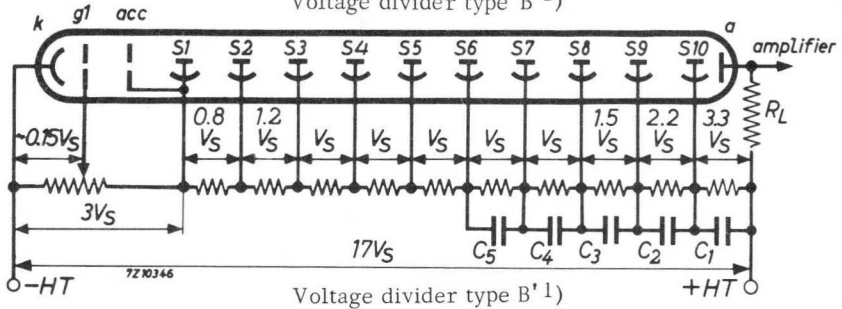 Voltage divider type B
k g1 acc a
S1 S2 S3 S4 S5 S6 S7 S8 S9 S10 amplifier
0.8 1.2 1.5 2.2 3.3 RL
~0.15VS VS VS VS VS VS VS VS VS VS
3VS
C5 C4 C3 C2 C1
17VS
7Z10346
-HT +HT
Voltage divider type B'1)